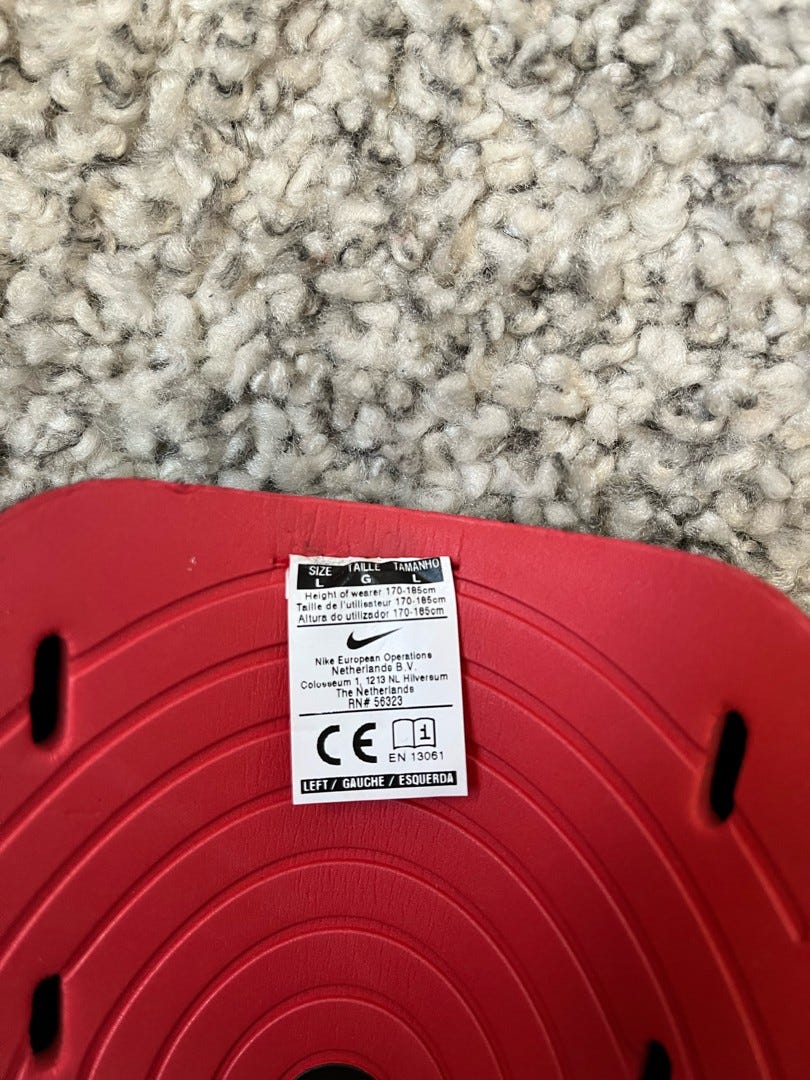 SIZE TAILLE TAMANHO
L G L
Height of wearer 170-185cm
Taille de l'utilisateur 170-185cm
Altura do utilizador 170-185cm
Nike European Operations
Netherlands B.V.
Colosseum 1, 1213 NL Hilversum
The Netherlands
RN# 56323
CE i
EN 13061
LEFT / GAUCHE / ESQUERDA